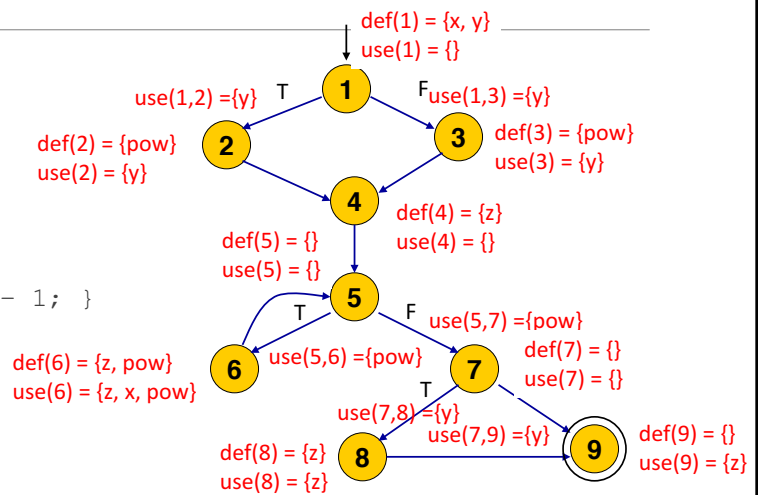 def(1) = {x, y}
use(1) = {}
1
use(1,2) ={y}
T
F
use(1,3) ={y}
2
3
def(2) = {pow}
use(2) = {y}
def(3) = {pow}
use(3) = {y}
4
def(4) = {z}
use(4) = {}
def(5) = {}
use(5) = {}
- 1; }
5
T
F
use(5,7) ={pow}
use(5,6) ={pow}
def(6) = {z, pow}
use(6) = {z, x, pow}
6
7
def(7) = {}
use(7) = {}
T
use(7,8) ={y}
use(7,9) ={y}
def(8) = {z}
use(8) = {z}
8
9
def(9) = {}
use(9) = {z}